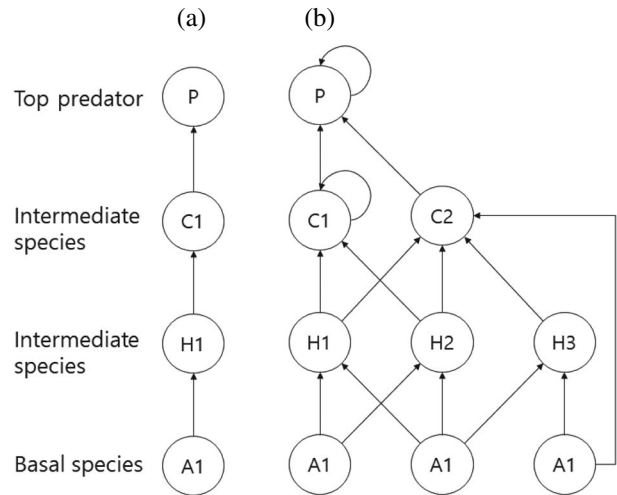 (a) (b)
Top predator P P
Intermediate
species C1 C1 C2
Intermediate
species H1 H1 H2 H3
Basal species A1 A1 A1 A1